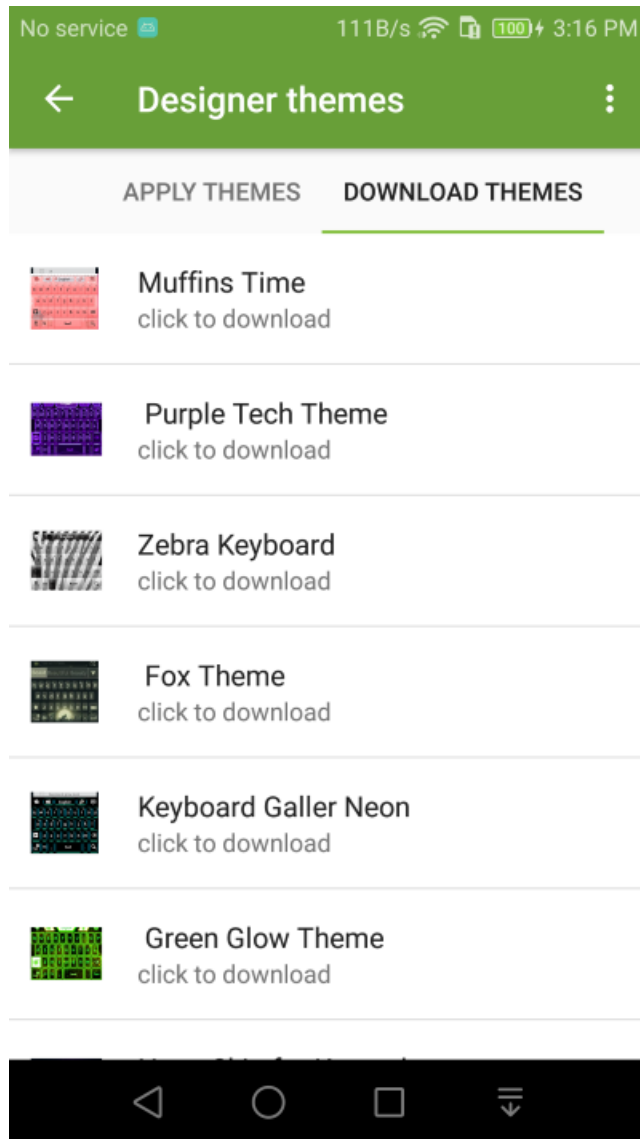 No service 111B/s 100 3:16 PM
Designer themes
APPLY THEMES DOWNLOAD THEMES
Muffins Time
click to download
Purple Tech Theme
click to download
Zebra Keyboard
click to download
Fox Theme
click to download
Keyboard Galler Neon
click to download
Green Glow Theme
click to download